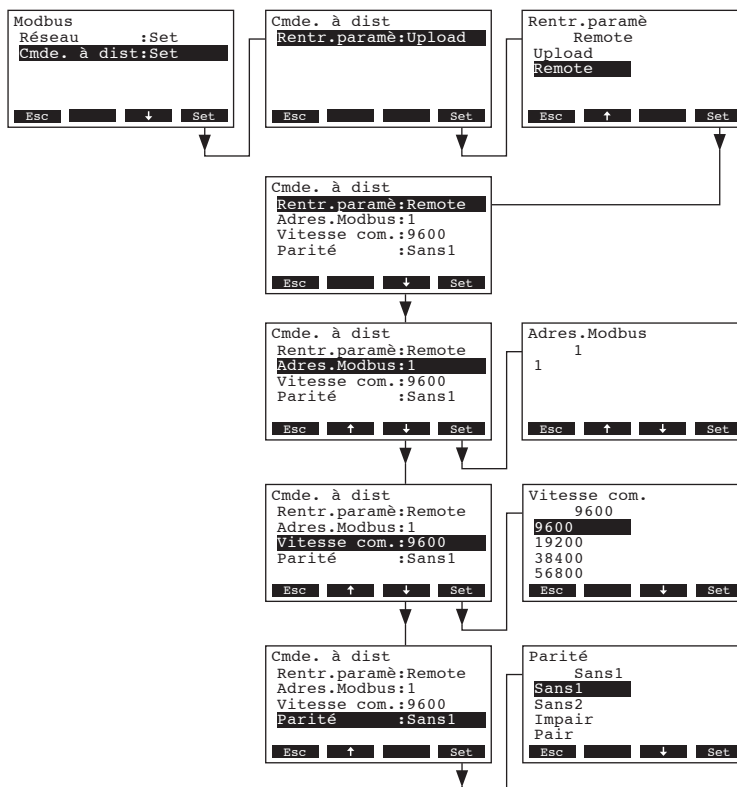 Modbus
Réseau :Set
Cmde. à dist:Set
Esc ↓ Set
Cmde. à dist
Rentr.paramè:Upload
Esc Set
Rentr.paramè
Remote
Upload
Remote
Esc ↑ Set
Cmde. à dist
Rentr.paramè:Remote
Adres.Modbus:1
Vitesse com.:9600
Parité :Sans1
Esc ↓ Set
Cmde. à dist
Rentr.paramè:Remote
Adres.Modbus:1
Vitesse com.:9600
Parité :Sans1
Esc ↑ ↓ Set
Adres.Modbus
1
1
Esc ↑ ↓ Set
Cmde. à dist
Rentr.paramè:Remote
Adres.Modbus:1
Vitesse com.:9600
Parité :Sans1
Esc ↑ ↓ Set
Vitesse com.
9600
9600
19200
38400
56800
Esc ↓ Set
Cmde. à dist
Rentr.paramè:Remote
Adres.Modbus:1
Vitesse com.:9600
Parité :Sans1
Esc ↑ Set
Parité
Sans1
Sans1
Sans2
Impair
Pair
Esc ↓ Set